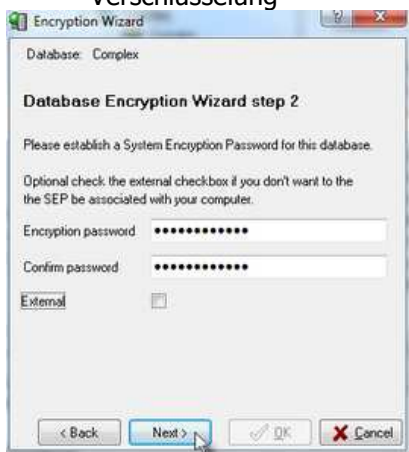 Verschlüsselung
Encryption Wizard
Database: Complex
Database Encryption Wizard step 2
Please establish a System Encryption Password for this database.
Optional check the external checkbox if you don't want to the
the SEP be associated with your computer.
Encryption password ••••••••••••
Confirm password ••••••••••••
External
< Back Next > OK Cancel